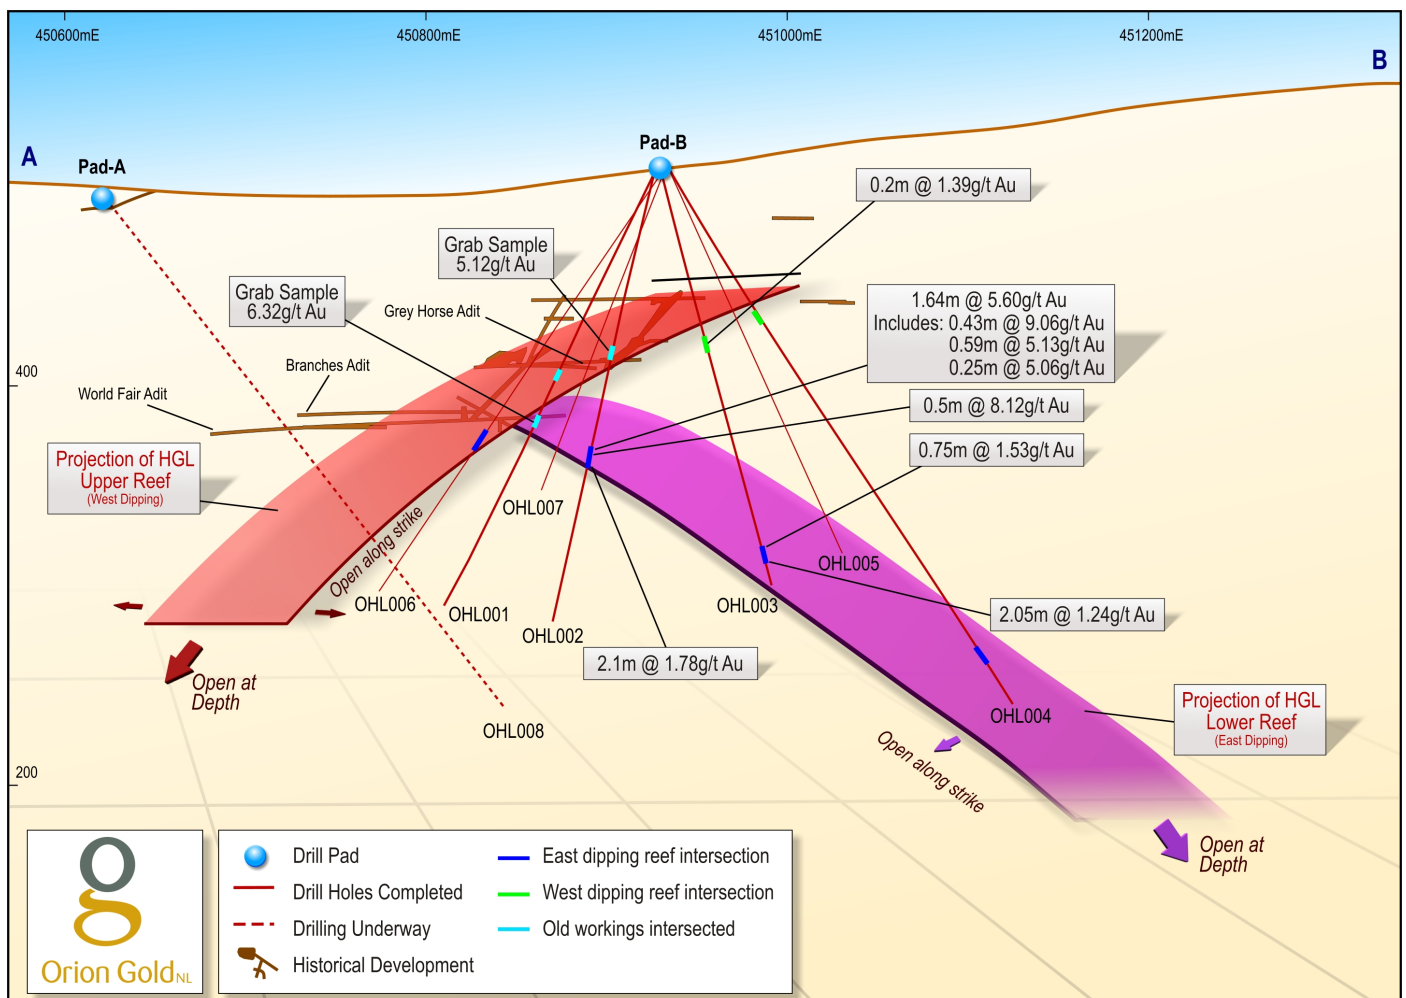 450600mE
450800mE
451000mE
451200mE
A
B
Pad-A
Pad-B
0.2m @ 1.39g/t Au
Grab Sample
5.12g/t Au
Grab Sample
6.32g/t Au
Grey Horse Adit
1.64m @ 5.60g/t Au
Includes: 0.43m @ 9.06g/t Au
0.59m @ 5.13g/t Au
0.25m @ 5.06g/t Au
Branches Adit
400
World Fair Adit
0.5m @ 8.12g/t Au
0.75m @ 1.53g/t Au
Projection of HGL
Upper Reef
(West Dipping)
OHL007
Open along strike
OHL005
OHL006
OHL001
OHL003
OHL002
2.05m @ 1.24g/t Au
2.1m @ 1.78g/t Au
Open at
Depth
OHL008
OHL004
Projection of HGL
Lower Reef
(East Dipping)
Open along strike
200
Open at
Depth
Orion Gold NL
Drill Pad
Drill Holes Completed
Drilling Underway
Historical Development
East dipping reef intersection
West dipping reef intersection
Old workings intersected